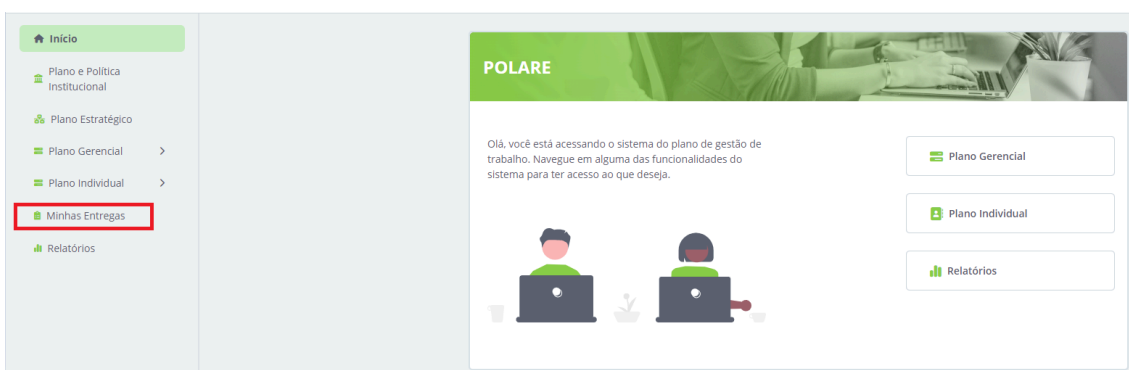 Início
Plano e Política
Institucional
Plano Estratégico
Plano Gerencial
Plano Individual
Minhas Entregas
Relatórios
POLARE
Olá, você está acessando o sistema do plano de gestão de
trabalho. Navegue em alguma das funcionalidades do
sistema para ter acesso ao que deseja.
Plano Gerencial
Plano Individual
Relatórios